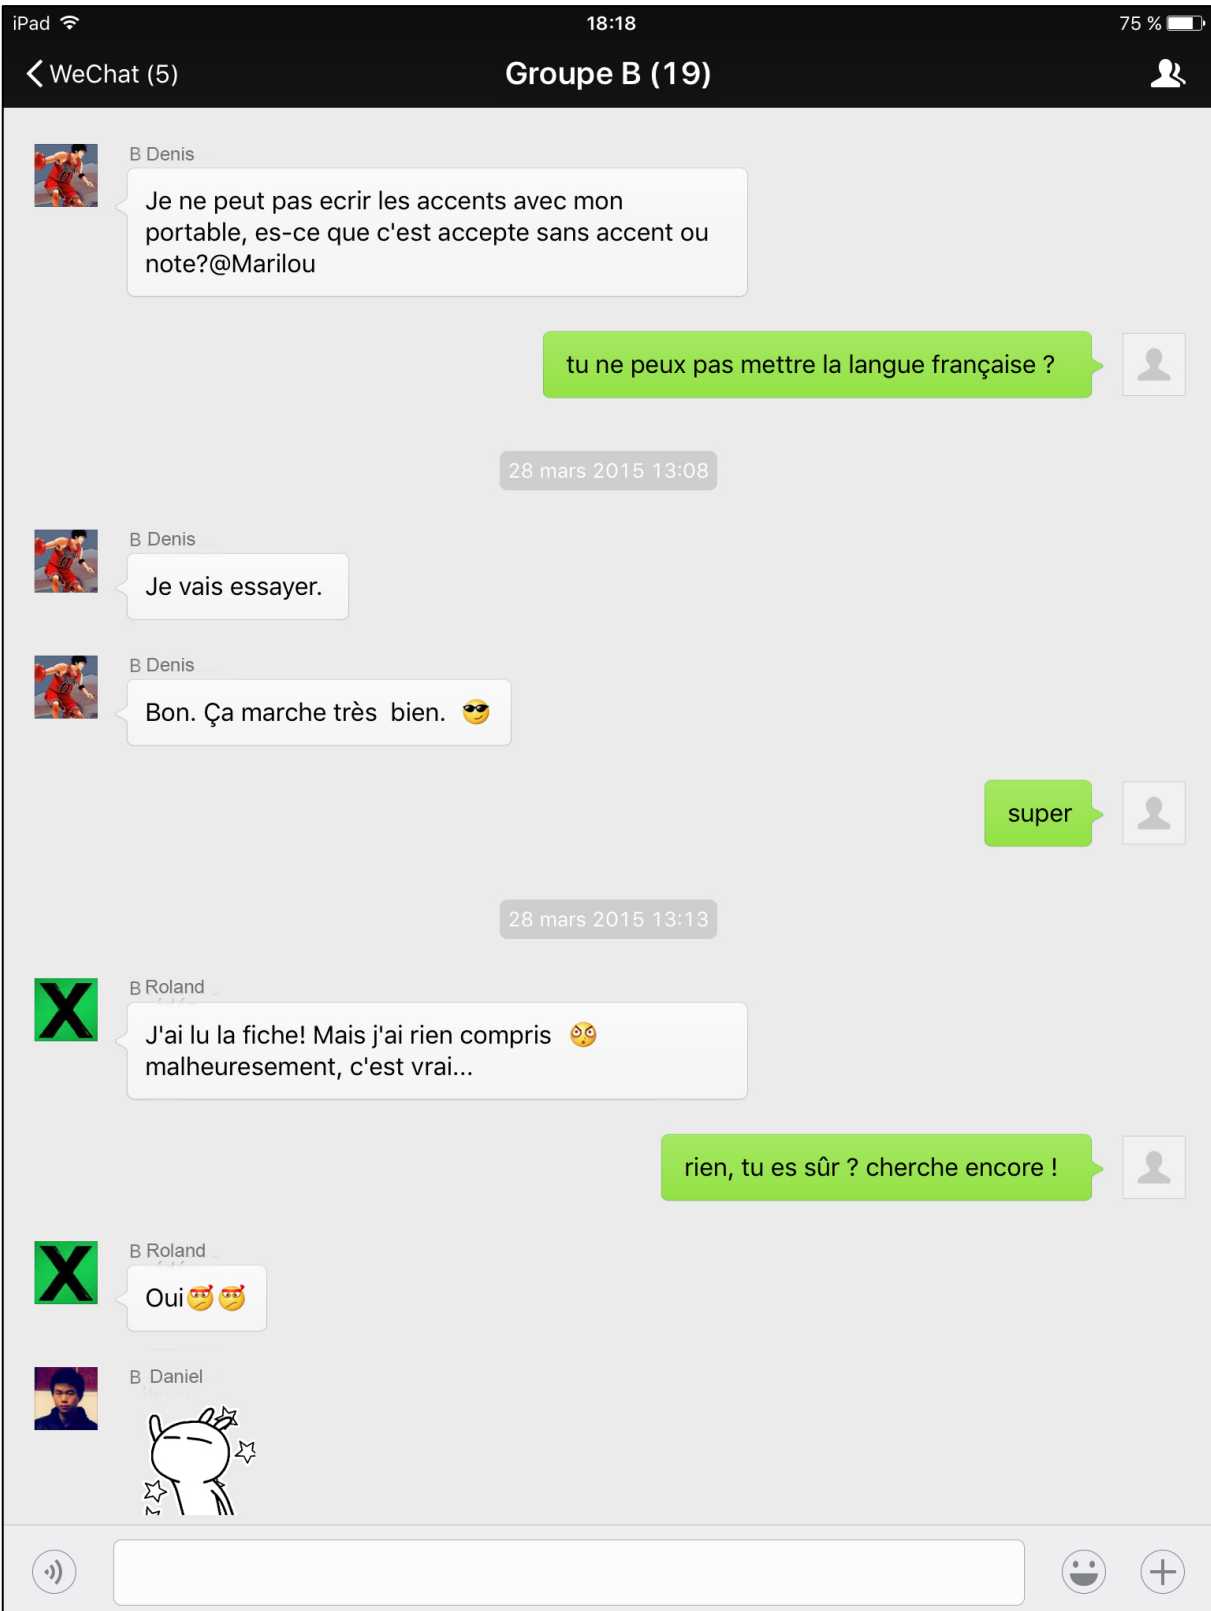 iPad 18:18 75 %
WeChat (5) Groupe B (19)
B Denis
Je ne peut pas ecrir les accents avec mon
portable, es-ce que c'est accepte sans accent ou
note?@Marilou
tu ne peux pas mettre la langue française ?
28 mars 2015 13:08
B Denis
Je vais essayer.
B Denis
Bon. Ça marche très  bien.
super
28 mars 2015 13:13
B Roland
J'ai lu la fiche! Mais j'ai rien compris
malheuresement, c'est vrai...
rien, tu es sûr ? cherche encore !
B Roland
Oui
B Daniel